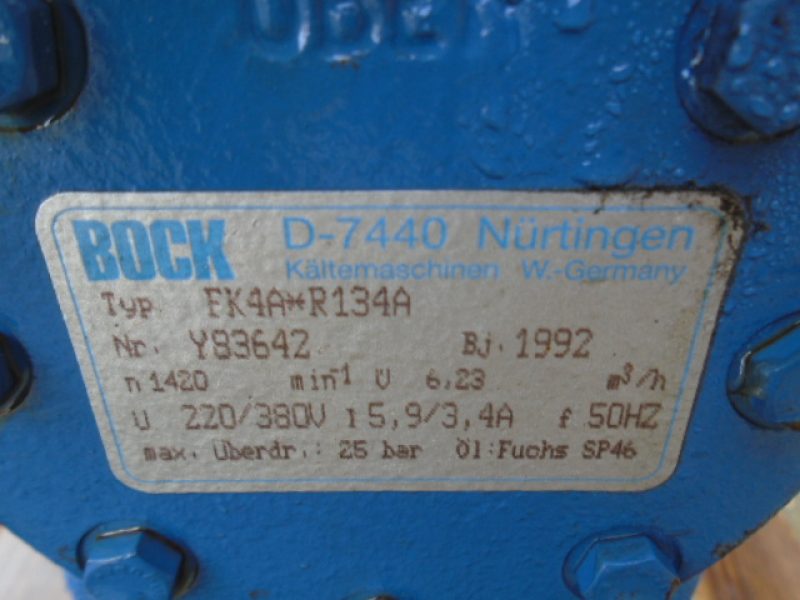 OBEN
BOCK D-7440 Nürtingen
Kältemaschinen W.-Germany
Typ FK4A*R134A
Nr. Y83642 Bj. 1992
n 1420 min-1 V 6,23 m³/h
U 220/380V I 5,9/3,4A f 50HZ
max. Überdr.: 25 bar Öl:Fuchs SP46